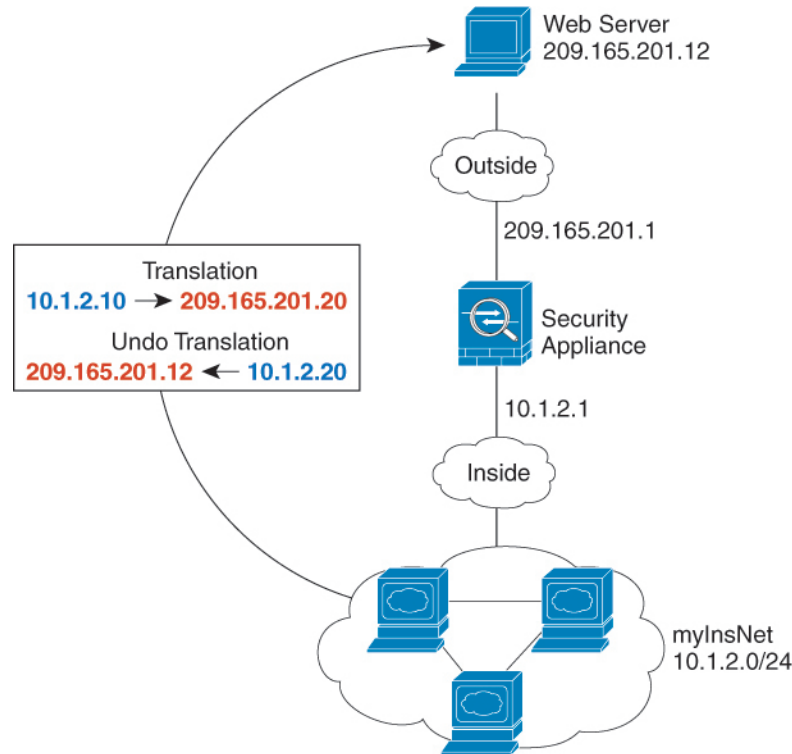 Web Server
209.165.201.12
Outside
209.165.201.1
Translation
10.1.2.10 → 209.165.201.20
Undo Translation
209.165.201.12 ← 10.1.2.20
Security
Appliance
10.1.2.1
Inside
myInsNet
10.1.2.0/24